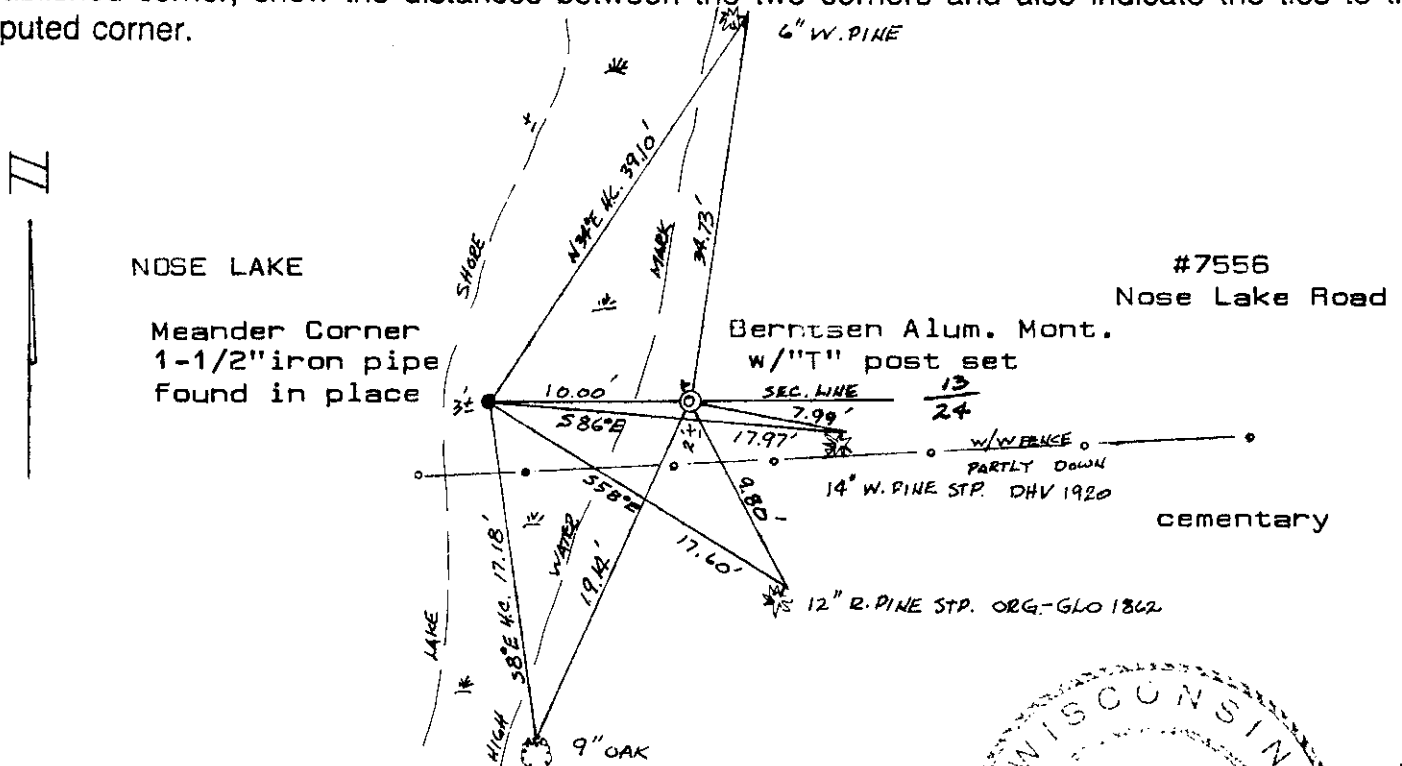 puted corner.
6" W. PINE
N34°E H.C. 39.10'
34.73'
SHORE
MARK
NOSE LAKE
#7556
Nose Lake Road
Meander Corner
1-1/2"iron pipe
found in place
Berntsen Alum. Mont.
w/"T" post set
3'±
10.00'
SEC. LINE
13
24
7.99'
S86°E
17.97'
2'±
W/W FENCE
PARTLY DOWN
14" W. PINE STP. DHV 1920
S58°E
9.80'
17.60'
cementary
WATER
19.14'
S8°E H.C. 17.18'
12" R. PINE STP. ORG-GLO 1862
LAKE
HIGH
9" OAK
WISCONSIN